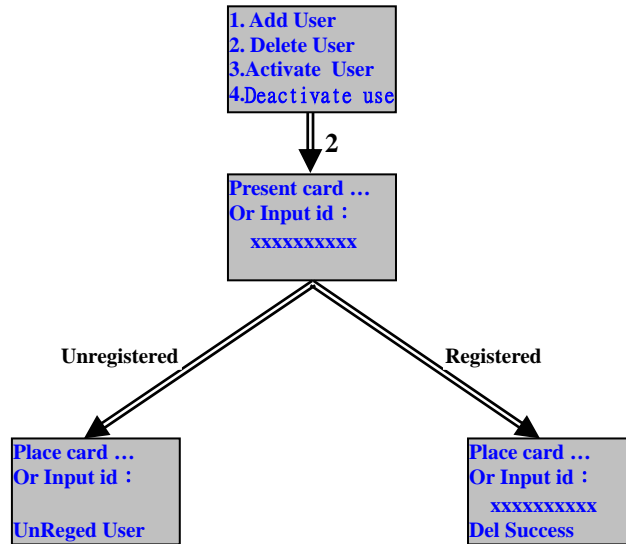 1. Add User
2. Delete User
3.Activate User
4.Deactivate use
2
Present card …
Or Input id：
xxxxxxxxxx
Unregistered
Registered
Place card …
Or Input id：
UnReged User
Place card …
Or Input id：
xxxxxxxxxx
Del Success